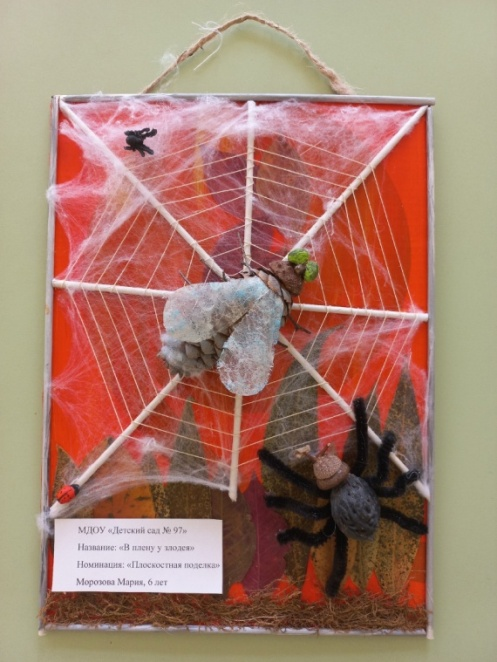 МДОУ «Детский сад № 97»
Название: «В плену у злодея»
Номинация: «Плоскостная поделка»
Морозова Мария, 6 лет